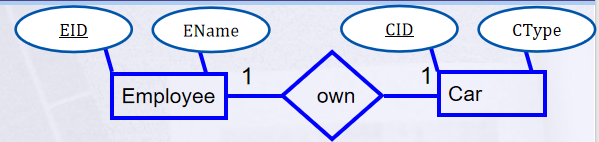 EID
EName
CID
CType
1
1
Employee
own
Car